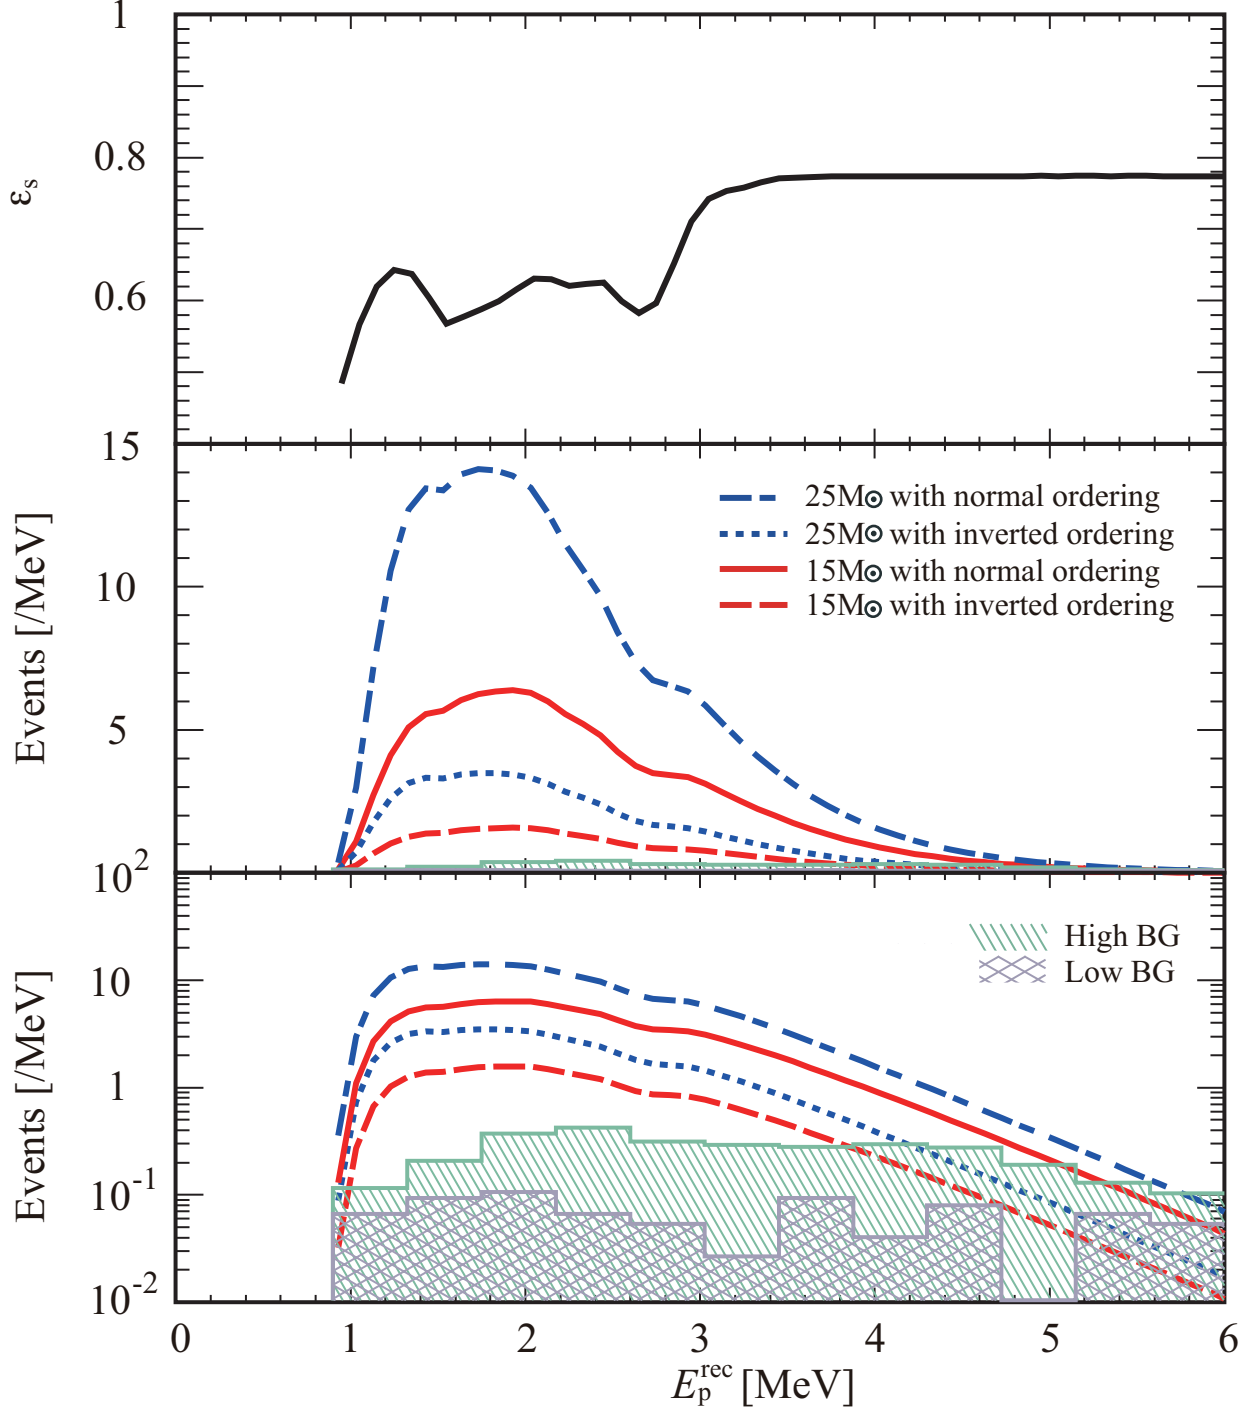 1
0.8
0.6
ε_s
15
10
5
Events [/MeV]
25M⊙ with normal ordering
25M⊙ with inverted ordering
15M⊙ with normal ordering
15M⊙ with inverted ordering
10²
10
1
10⁻¹
10⁻²
Events [/MeV]
High BG
Low BG
0 1 2 3 4 5 6
E_p^rec [MeV]